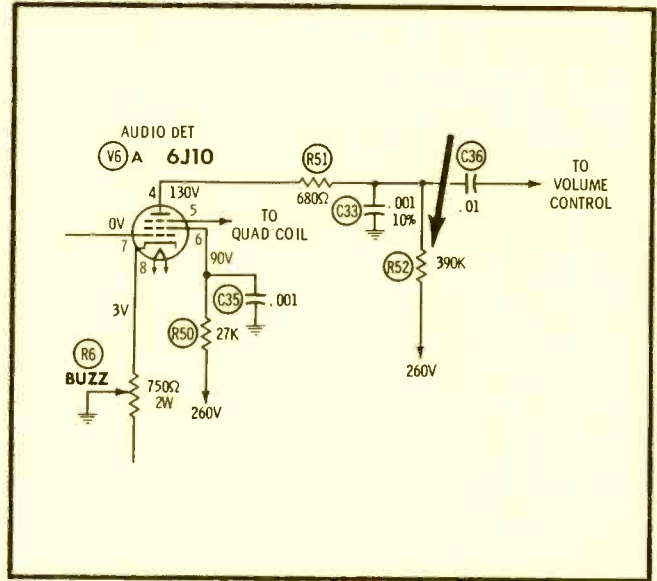 AUDIO DET
V6 A 6J10
R51
C36
4 130V
680Ω
C33
.001
10%
.01
TO
VOLUME
CONTROL
0V
5
TO
QUAD COIL
7
6
90V
8
C35
.001
R52
390K
3V
R50
27K
R6
BUZZ
750Ω
2W
260V
260V